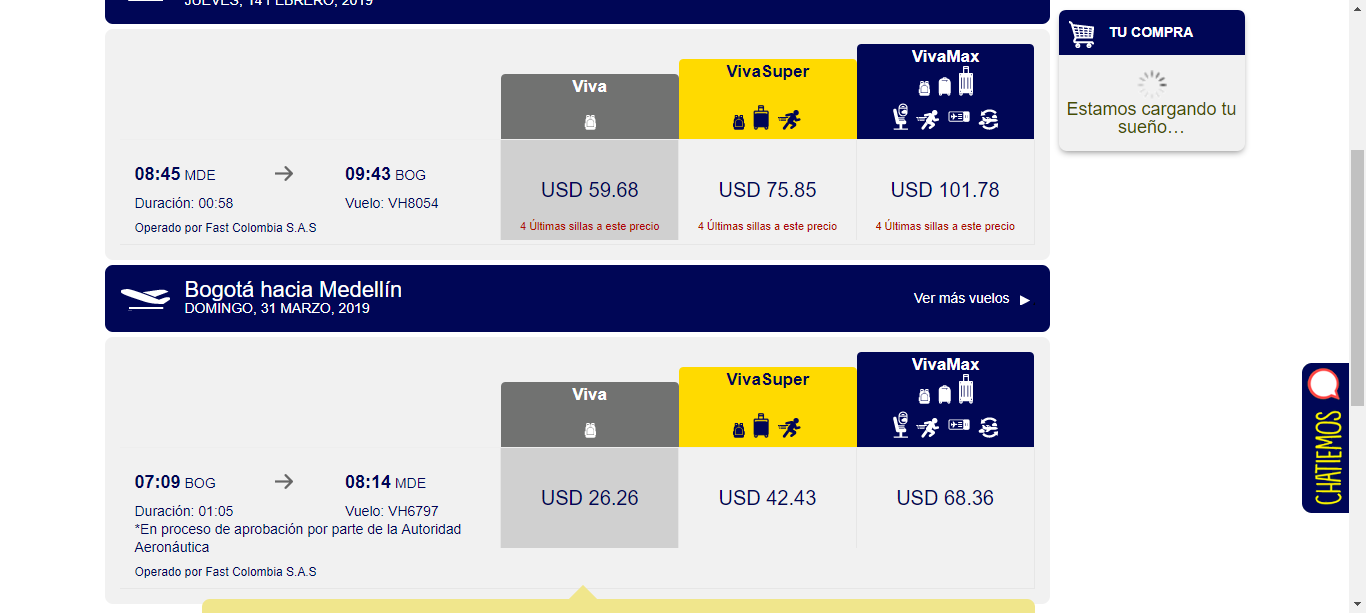 JUEVES, 14 FEBRERO, 2019
TU COMPRA
Estamos cargando tu
sueño…
Viva
VivaSuper
VivaMax
08:45 MDE
09:43 BOG
Duración: 00:58
Vuelo: VH8054
Operado por Fast Colombia S.A.S
USD 59.68
USD 75.85
USD 101.78
4 Últimas sillas a este precio
4 Últimas sillas a este precio
4 Últimas sillas a este precio
Bogotá hacia Medellín
DOMINGO, 31 MARZO, 2019
Ver más vuelos
Viva
VivaSuper
VivaMax
07:09 BOG
08:14 MDE
Duración: 01:05
Vuelo: VH6797
*En proceso de aprobación por parte de la Autoridad
Aeronáutica
Operado por Fast Colombia S.A.S
USD 26.26
USD 42.43
USD 68.36
CHATIEMOS